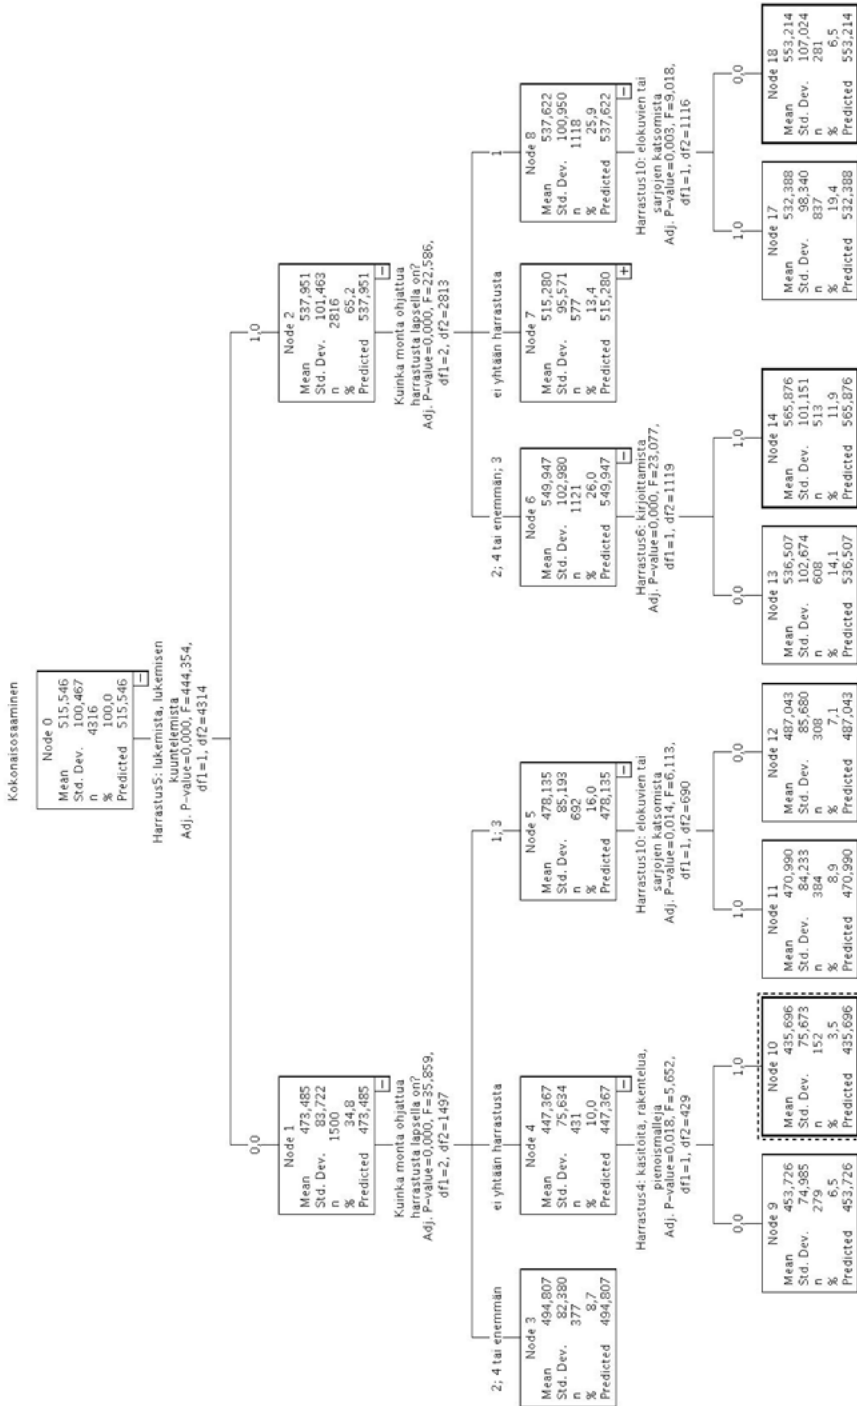 Kokonaisosaaminen
Node 0
Mean 515,546
Std. Dev. 100,467
n 4316
% 100,0
Predicted 515,546
Harrastus5: lukemista, lukemisen
kuuntelemista
Adj. P-value=0,000, F=444,354,
df1=1, df2=4314
0,0
1,0
Node 1
Mean 473,485
Std. Dev. 83,722
n 1500
% 34,8
Predicted 473,485
Kuinka monta ohjattua
harrastusta lapsella on?
Adj. P-value=0,000, F=35,859,
df1=2, df2=1497
Node 2
Mean 537,951
Std. Dev. 101,463
n 2816
% 65,2
Predicted 537,951
Kuinka monta ohjattua
harrastusta lapsella on?
Adj. P-value=0,000, F=22,586,
df1=2, df2=2813
2; 4 tai enemmän
ei yhtään harrastusta
1; 3
2; 4 tai enemmän; 3
ei yhtään harrastusta
1
Node 3
Mean 494,807
Std. Dev. 82,380
n 377
% 8,7
Predicted 494,807
Node 4
Mean 447,367
Std. Dev. 75,634
n 431
% 10,0
Predicted 447,367
Harrastus4: käsitöitä, rakentelua,
pienoismalleja
Adj. P-value=0,018, F=5,652,
df1=1, df2=429
Node 5
Mean 478,135
Std. Dev. 85,193
n 692
% 16,0
Predicted 478,135
Harrastus10: elokuvien tai
sarjojen katsomista
Adj. P-value=0,014, F=6,113,
df1=1, df2=690
Node 6
Mean 549,947
Std. Dev. 102,980
n 1121
% 26,0
Predicted 549,947
Harrastus6: kirjoittamista
Adj. P-value=0,000, F=23,077,
df1=1, df2=1119
Node 7
Mean 515,280
Std. Dev. 95,571
n 577
% 13,4
Predicted 515,280
Node 8
Mean 537,622
Std. Dev. 100,950
n 1118
% 25,9
Predicted 537,622
Harrastus10: elokuvien tai
sarjojen katsomista
Adj. P-value=0,003, F=9,018,
df1=1, df2=1116
0,0
1,0
1,0
0,0
0,0
1,0
1,0
0,0
Node 9
Mean 453,726
Std. Dev. 74,985
n 279
% 6,5
Predicted 453,726
Node 10
Mean 435,696
Std. Dev. 75,673
n 152
% 3,5
Predicted 435,696
Node 11
Mean 470,990
Std. Dev. 84,233
n 384
% 8,9
Predicted 470,990
Node 12
Mean 487,043
Std. Dev. 85,680
n 308
% 7,1
Predicted 487,043
Node 13
Mean 536,507
Std. Dev. 102,674
n 608
% 14,1
Predicted 536,507
Node 14
Mean 565,876
Std. Dev. 101,151
n 513
% 11,9
Predicted 565,876
Node 17
Mean 532,388
Std. Dev. 98,340
n 837
% 19,4
Predicted 532,388
Node 18
Mean 553,214
Std. Dev. 107,024
n 281
% 6,5
Predicted 553,214